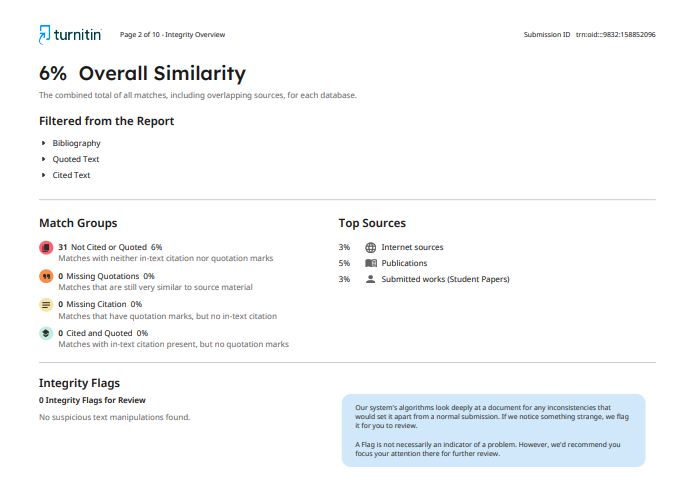 turnitin
Page 2 of 10 - Integrity Overview
Submission ID trn:oid:::9832:158852096
6% Overall Similarity
The combined total of all matches, including overlapping sources, for each database.
Filtered from the Report
Bibliography
Quoted Text
Cited Text
Match Groups
31 Not Cited or Quoted 6%
Matches with neither in-text citation nor quotation marks
0 Missing Quotations 0%
Matches that are still very similar to source material
0 Missing Citation 0%
Matches that have quotation marks, but no in-text citation
0 Cited and Quoted 0%
Matches with in-text citation present, but no quotation marks
Top Sources
3% Internet sources
5% Publications
3% Submitted works (Student Papers)
Integrity Flags
0 Integrity Flags for Review
No suspicious text manipulations found.
Our system's algorithms look deeply at a document for any inconsistencies that
would set it apart from a normal submission. If we notice something strange, we flag
it for you to review.
A Flag is not necessarily an indicator of a problem. However, we'd recommend you
focus your attention there for further review.